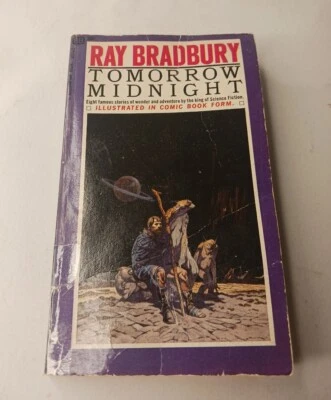 RAY BRADBURY
TOMORROW
MIDNIGHT
Eight famous stories of wonder and adventure by the king of Science Fiction.
ILLUSTRATED IN COMIC BOOK FORM.